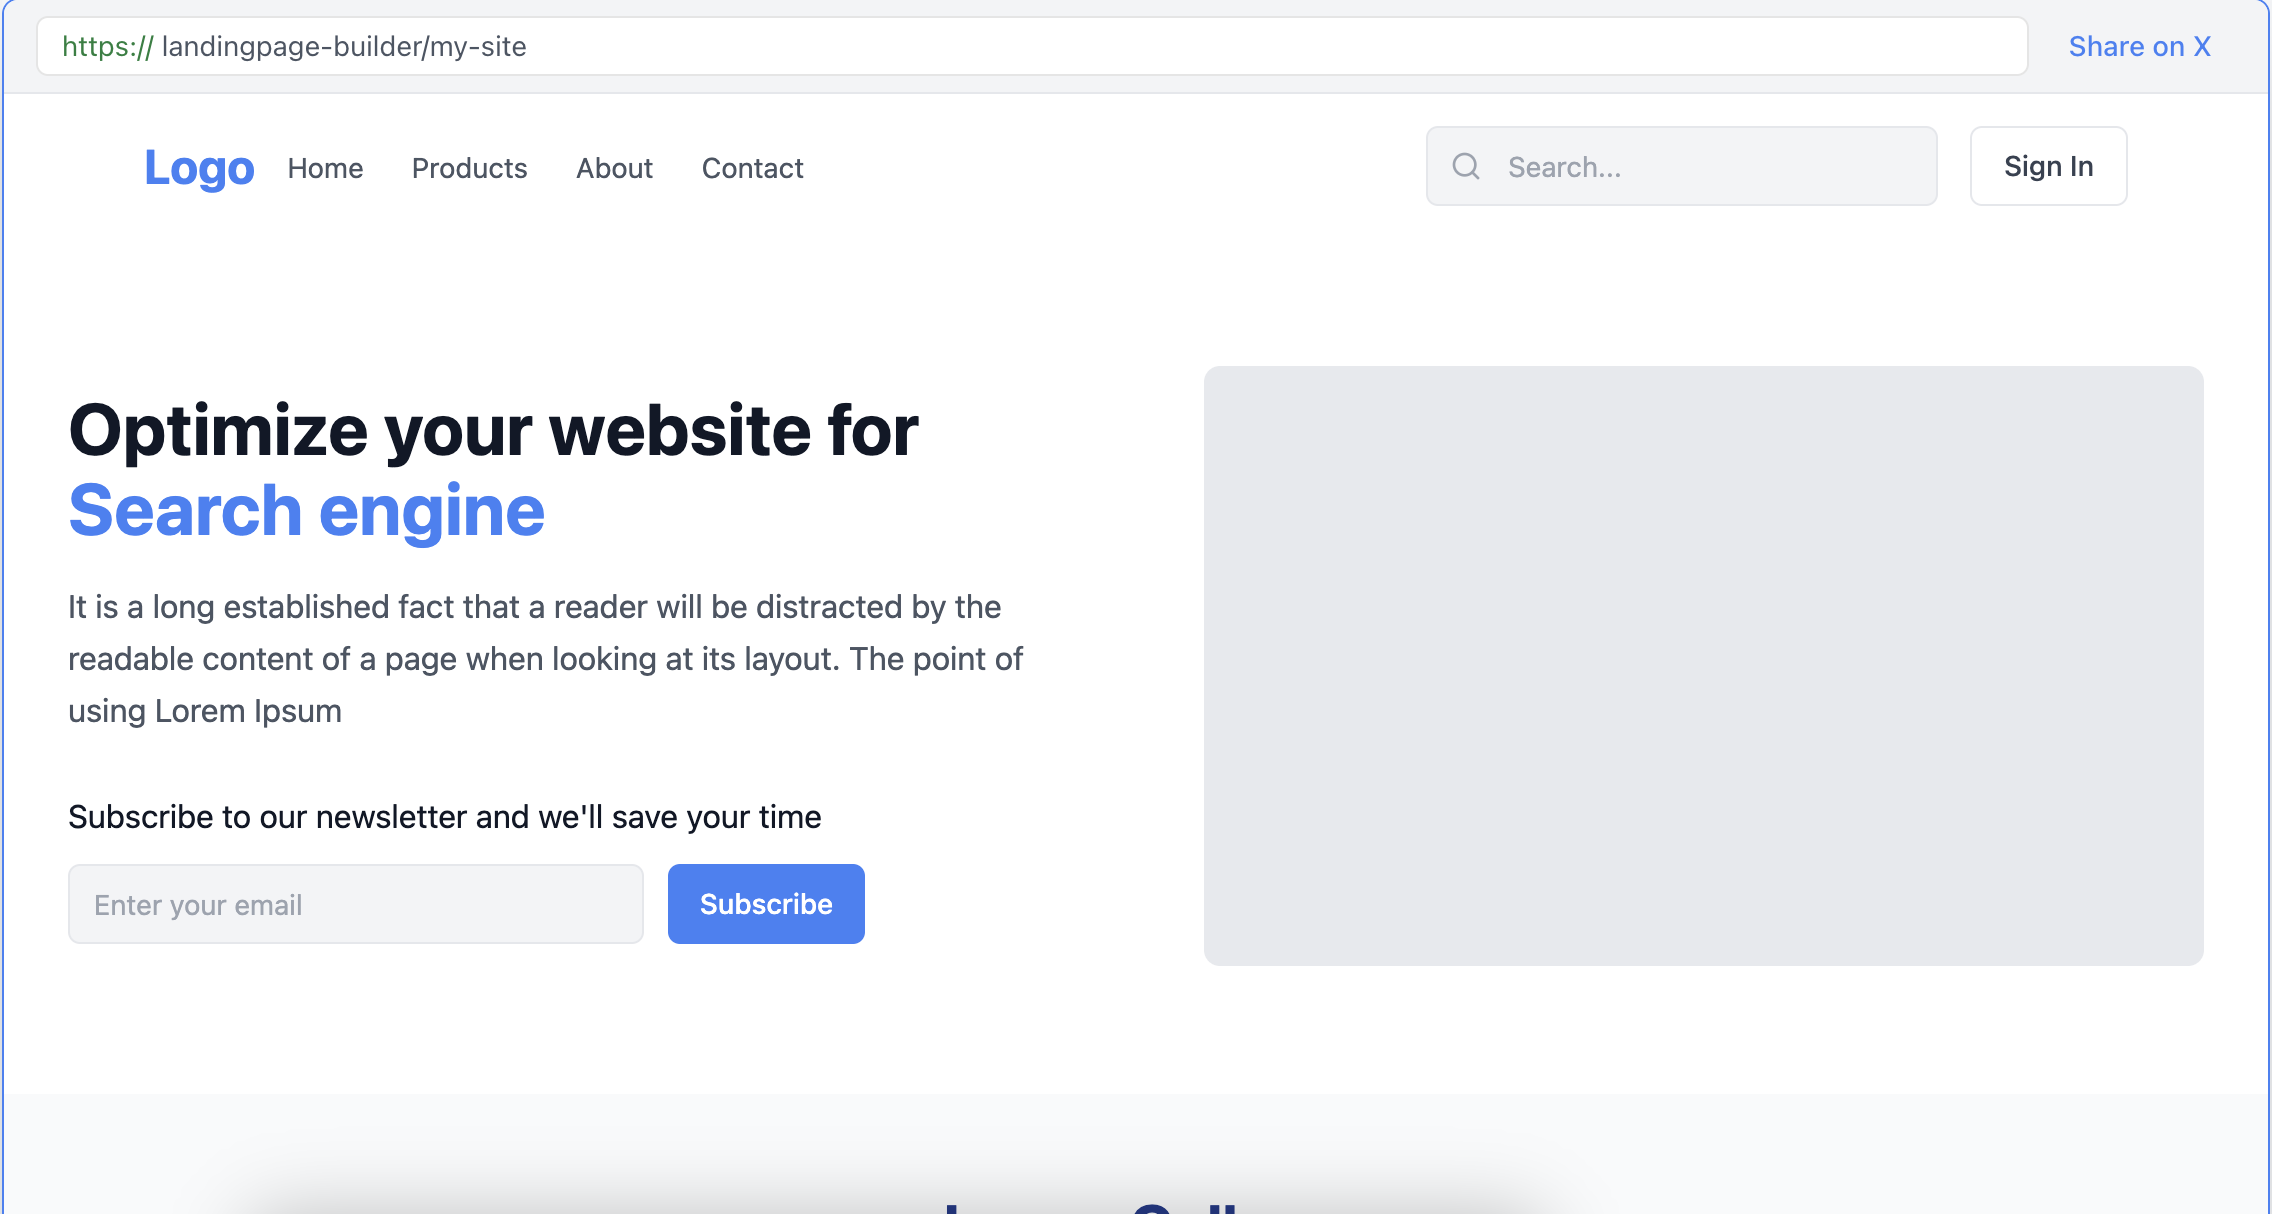 https:// landingpage-builder/my-site
Share on X
Logo
Home
Products
About
Contact
Search...
Sign In
Optimize your website for
Search engine
It is a long established fact that a reader will be distracted by the
readable content of a page when looking at its layout. The point of
using Lorem Ipsum
Subscribe to our newsletter and we'll save your time
Enter your email
Subscribe